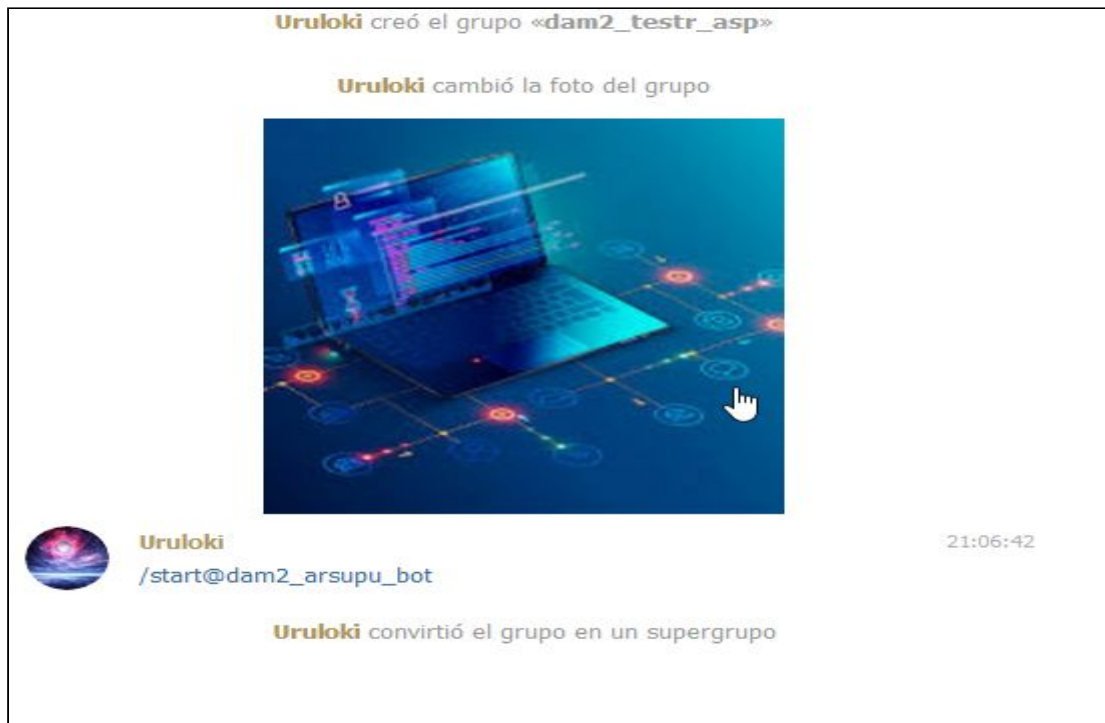 Uruloki creó el grupo «dam2_testr_asp»
Uruloki cambió la foto del grupo
Uruloki
21:06:42
/start@dam2_arsupu_bot
Uruloki convirtió el grupo en un supergrupo